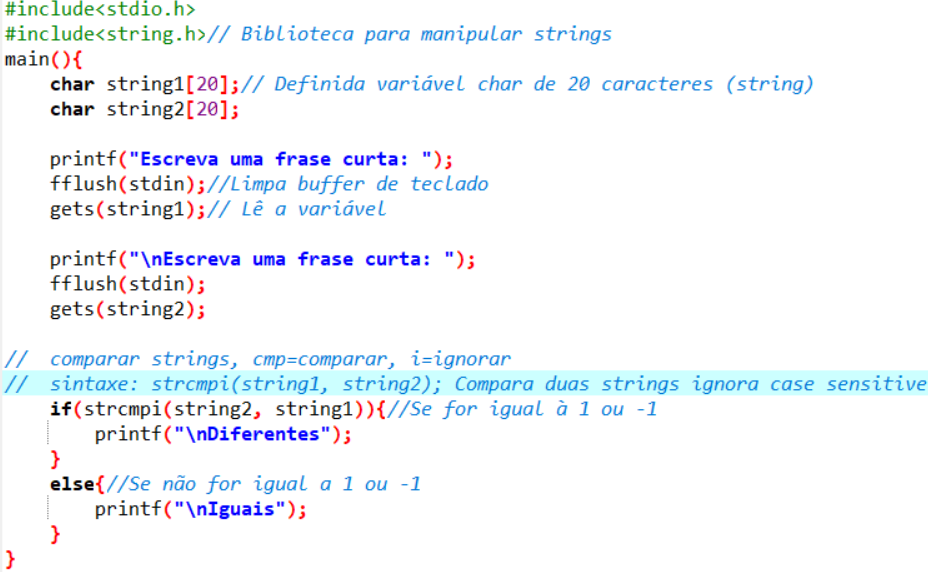 #include<stdio.h>
#include<string.h>// Biblioteca para manipular strings
main(){
    char string1[20];// Definida variável char de 20 caracteres (string)
    char string2[20];

    printf("Escreva uma frase curta: ");
    fflush(stdin);//Limpa buffer de teclado
    gets(string1);// Lê a variável

    printf("\nEscreva uma frase curta: ");
    fflush(stdin);
    gets(string2);

//  comparar strings, cmp=comparar, i=ignorar
//  sintaxe: strcmpi(string1, string2); Compara duas strings ignora case sensitive
    if(strcmpi(string2, string1)){//Se for igual à 1 ou -1
        printf("\nDiferentes");
    }
    else{//Se não for igual a 1 ou -1
        printf("\nIguais");
    }
}